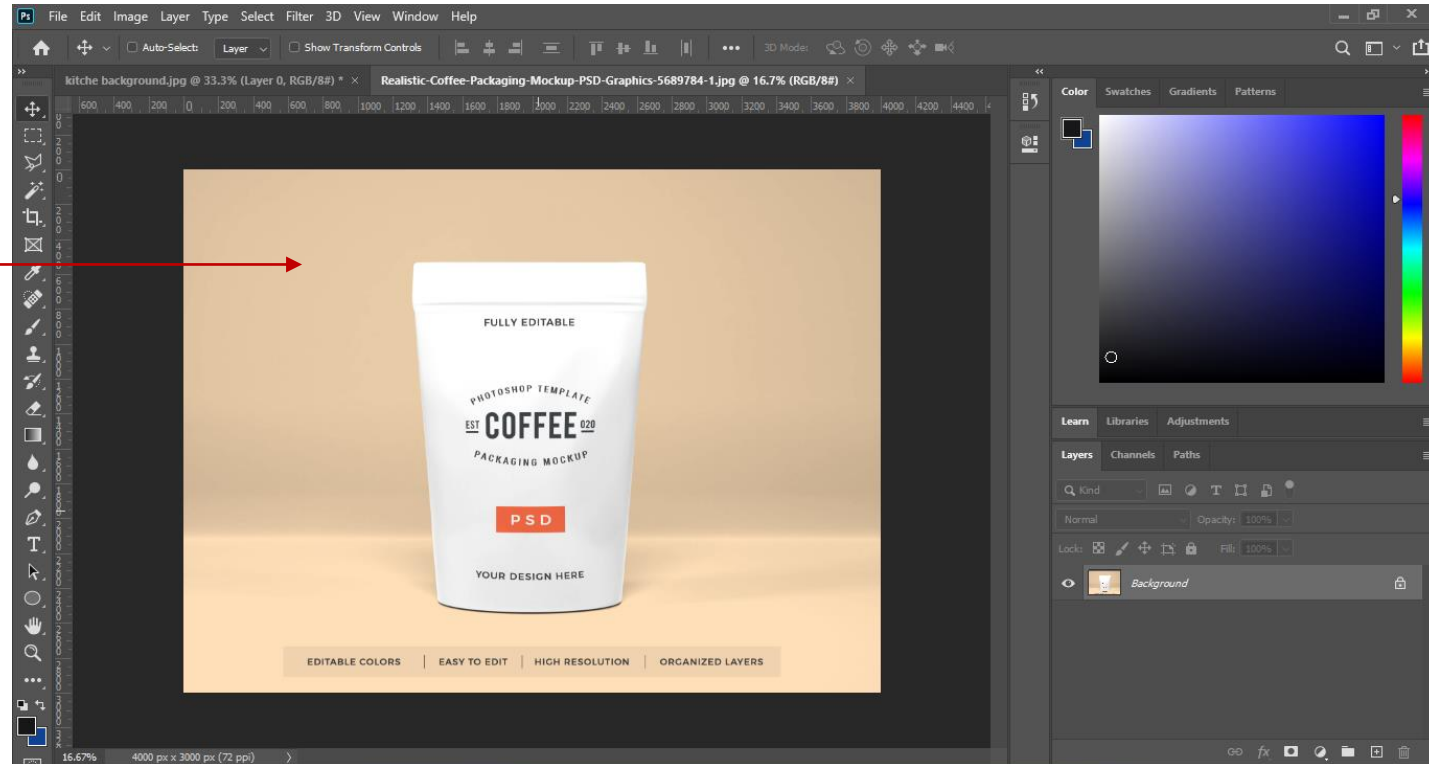 Ps File Edit Image Layer Type Select Filter 3D View Window Help
Auto-Select: Layer Show Transform Controls 3D Mode:
kitche background.jpg @ 33.3% (Layer 0, RGB/8#) * × Realistic-Coffee-Packaging-Mockup-PSD-Graphics-5689784-1.jpg @ 16.7% (RGB/8#) ×
600 400 200 0 200 400 600 800 1000 1200 1400 1600 1800 2000 2200 2400 2600 2800 3000 3200 3400 3600 3800 4000 4200 4400
Color Swatches Gradients Patterns
FULLY EDITABLE
PHOTOSHOP TEMPLATE
EST COFFEE 020
PACKAGING MOCKUP
PSD
YOUR DESIGN HERE
EDITABLE COLORS | EASY TO EDIT | HIGH RESOLUTION | ORGANIZED LAYERS
Learn Libraries Adjustments
Layers Channels Paths
Kind
Normal Opacity: 100%
Lock: Fill: 100%
Background
16.67% 4000 px x 3000 px (72 ppi)